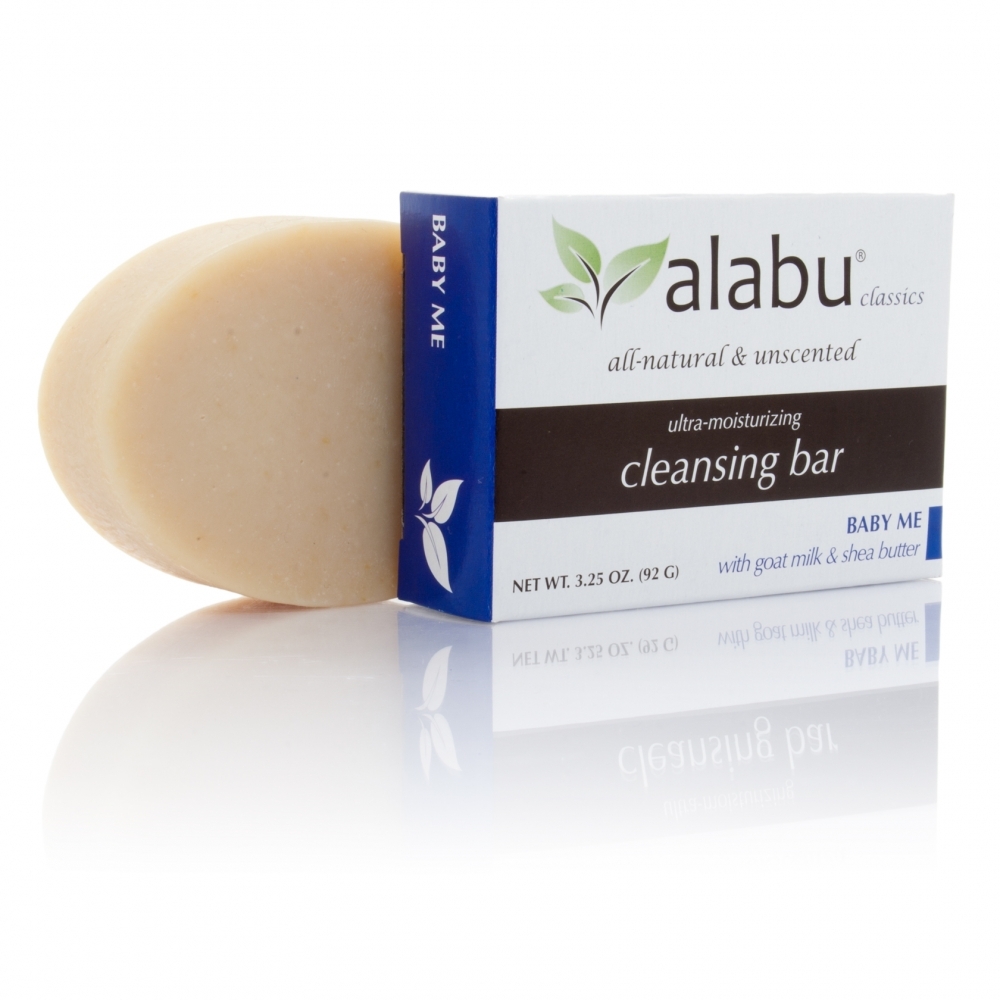 BABY ME
alabu® classics
all-natural & unscented
ultra-moisturizing
cleansing bar
BABY ME
with goat milk & shea butter
NET WT. 3.25 OZ. (92 G)